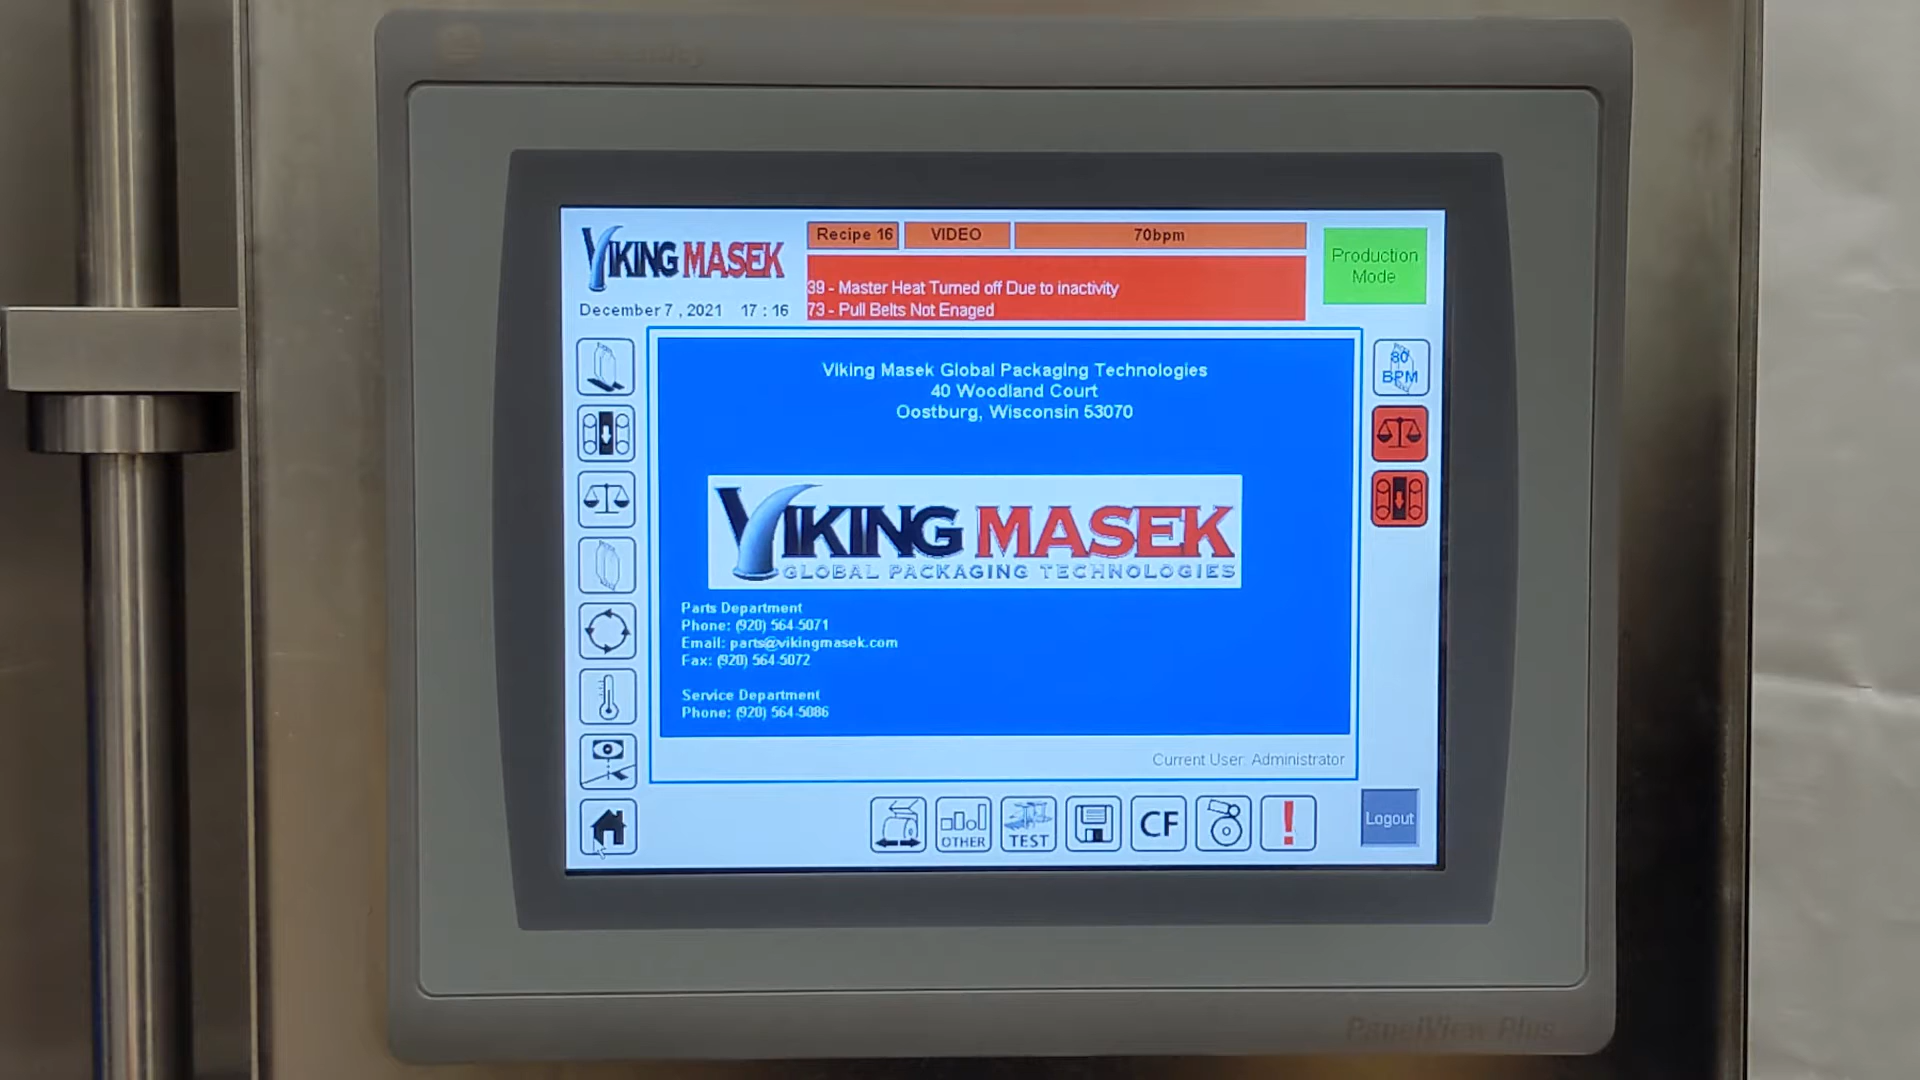 VIKING MASEK
December 7 , 2021 17 : 16
Recipe 16
VIDEO
70bpm
39 - Master Heat Turned off Due to inactivity
73 - Pull Belts Not Enaged
Production
Mode
Viking Masek Global Packaging Technologies
40 Woodland Court
Oostburg, Wisconsin 53070
80
BPM
VIKING MASEK
GLOBAL PACKAGING TECHNOLOGIES
Parts Department
Phone: (920) 564-5071
Email: parts@vikingmasek.com
Fax: (920) 564-5072
Service Department
Phone: (920) 564-5086
Current User: Administrator
OTHER
TEST
CF
!
Logout
PanelView Plus